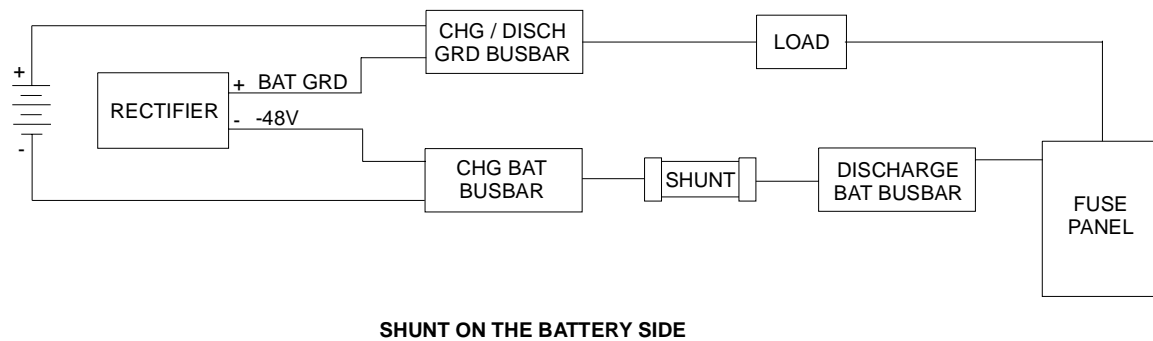 CHG / DISCH
GRD BUSBAR
LOAD
+
+ BAT GRD
RECTIFIER
- -48V
-
CHG BAT
BUSBAR
SHUNT
DISCHARGE
BAT BUSBAR
FUSE
PANEL
SHUNT ON THE BATTERY SIDE